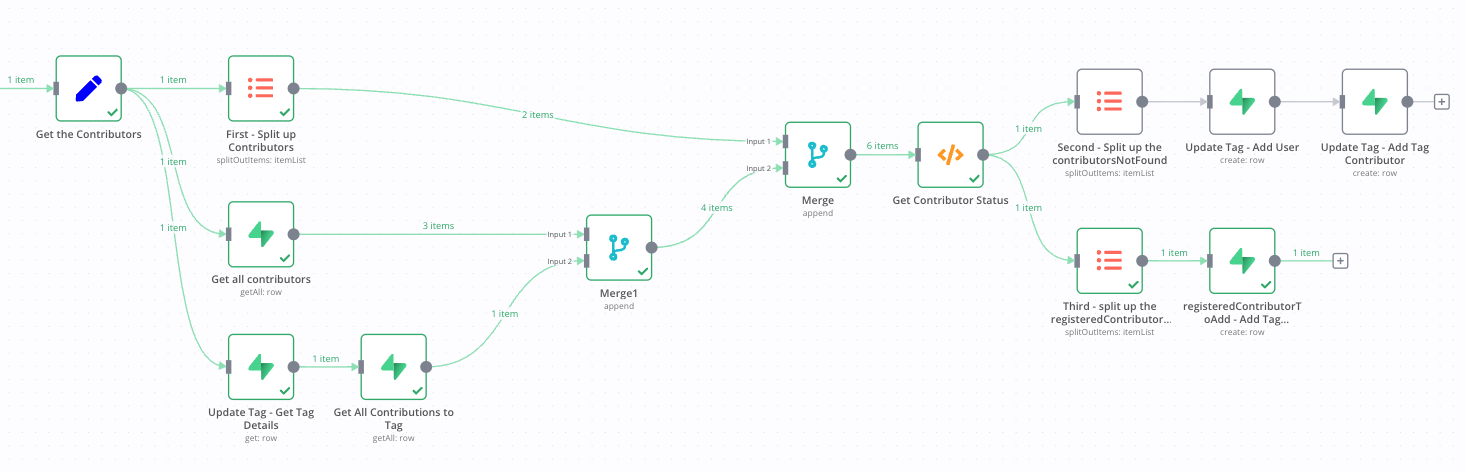 1 item
Get the Contributors
1 item
1 item
1 item
First - Split up
Contributors
splitOutItems: itemList
2 items
Get all contributors
getAll: row
3 items
Update Tag - Get Tag
Details
get: row
1 item
Get All Contributions to
Tag
getAll: row
1 item
Input 1
Input 2
Merge1
append
4 items
Input 1
Input 2
Merge
append
6 items
Get Contributor Status
1 item
1 item
Second - Split up the
contributorsNotFound
splitOutItems: itemList
Update Tag - Add User
create: row
Update Tag - Add Tag
Contributor
create: row
Third - split up the
registeredContributor...
splitOutItems: itemList
1 item
registeredContributorT
oAdd - Add Tag...
create: row
1 item